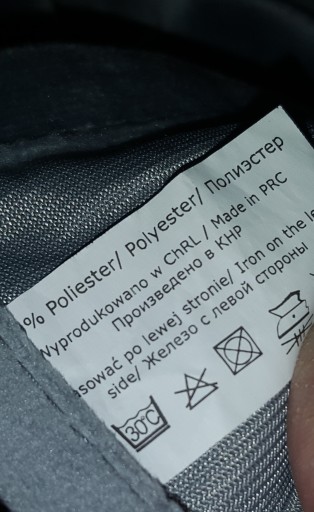 % Poliester/ Polyester/ Полиэстер
Wyprodukowano w ChRL / Made in PRC
Произведено в КНР
sować po lewej stronie/ Iron on the le
side/ Железо с левой стороны
30°C